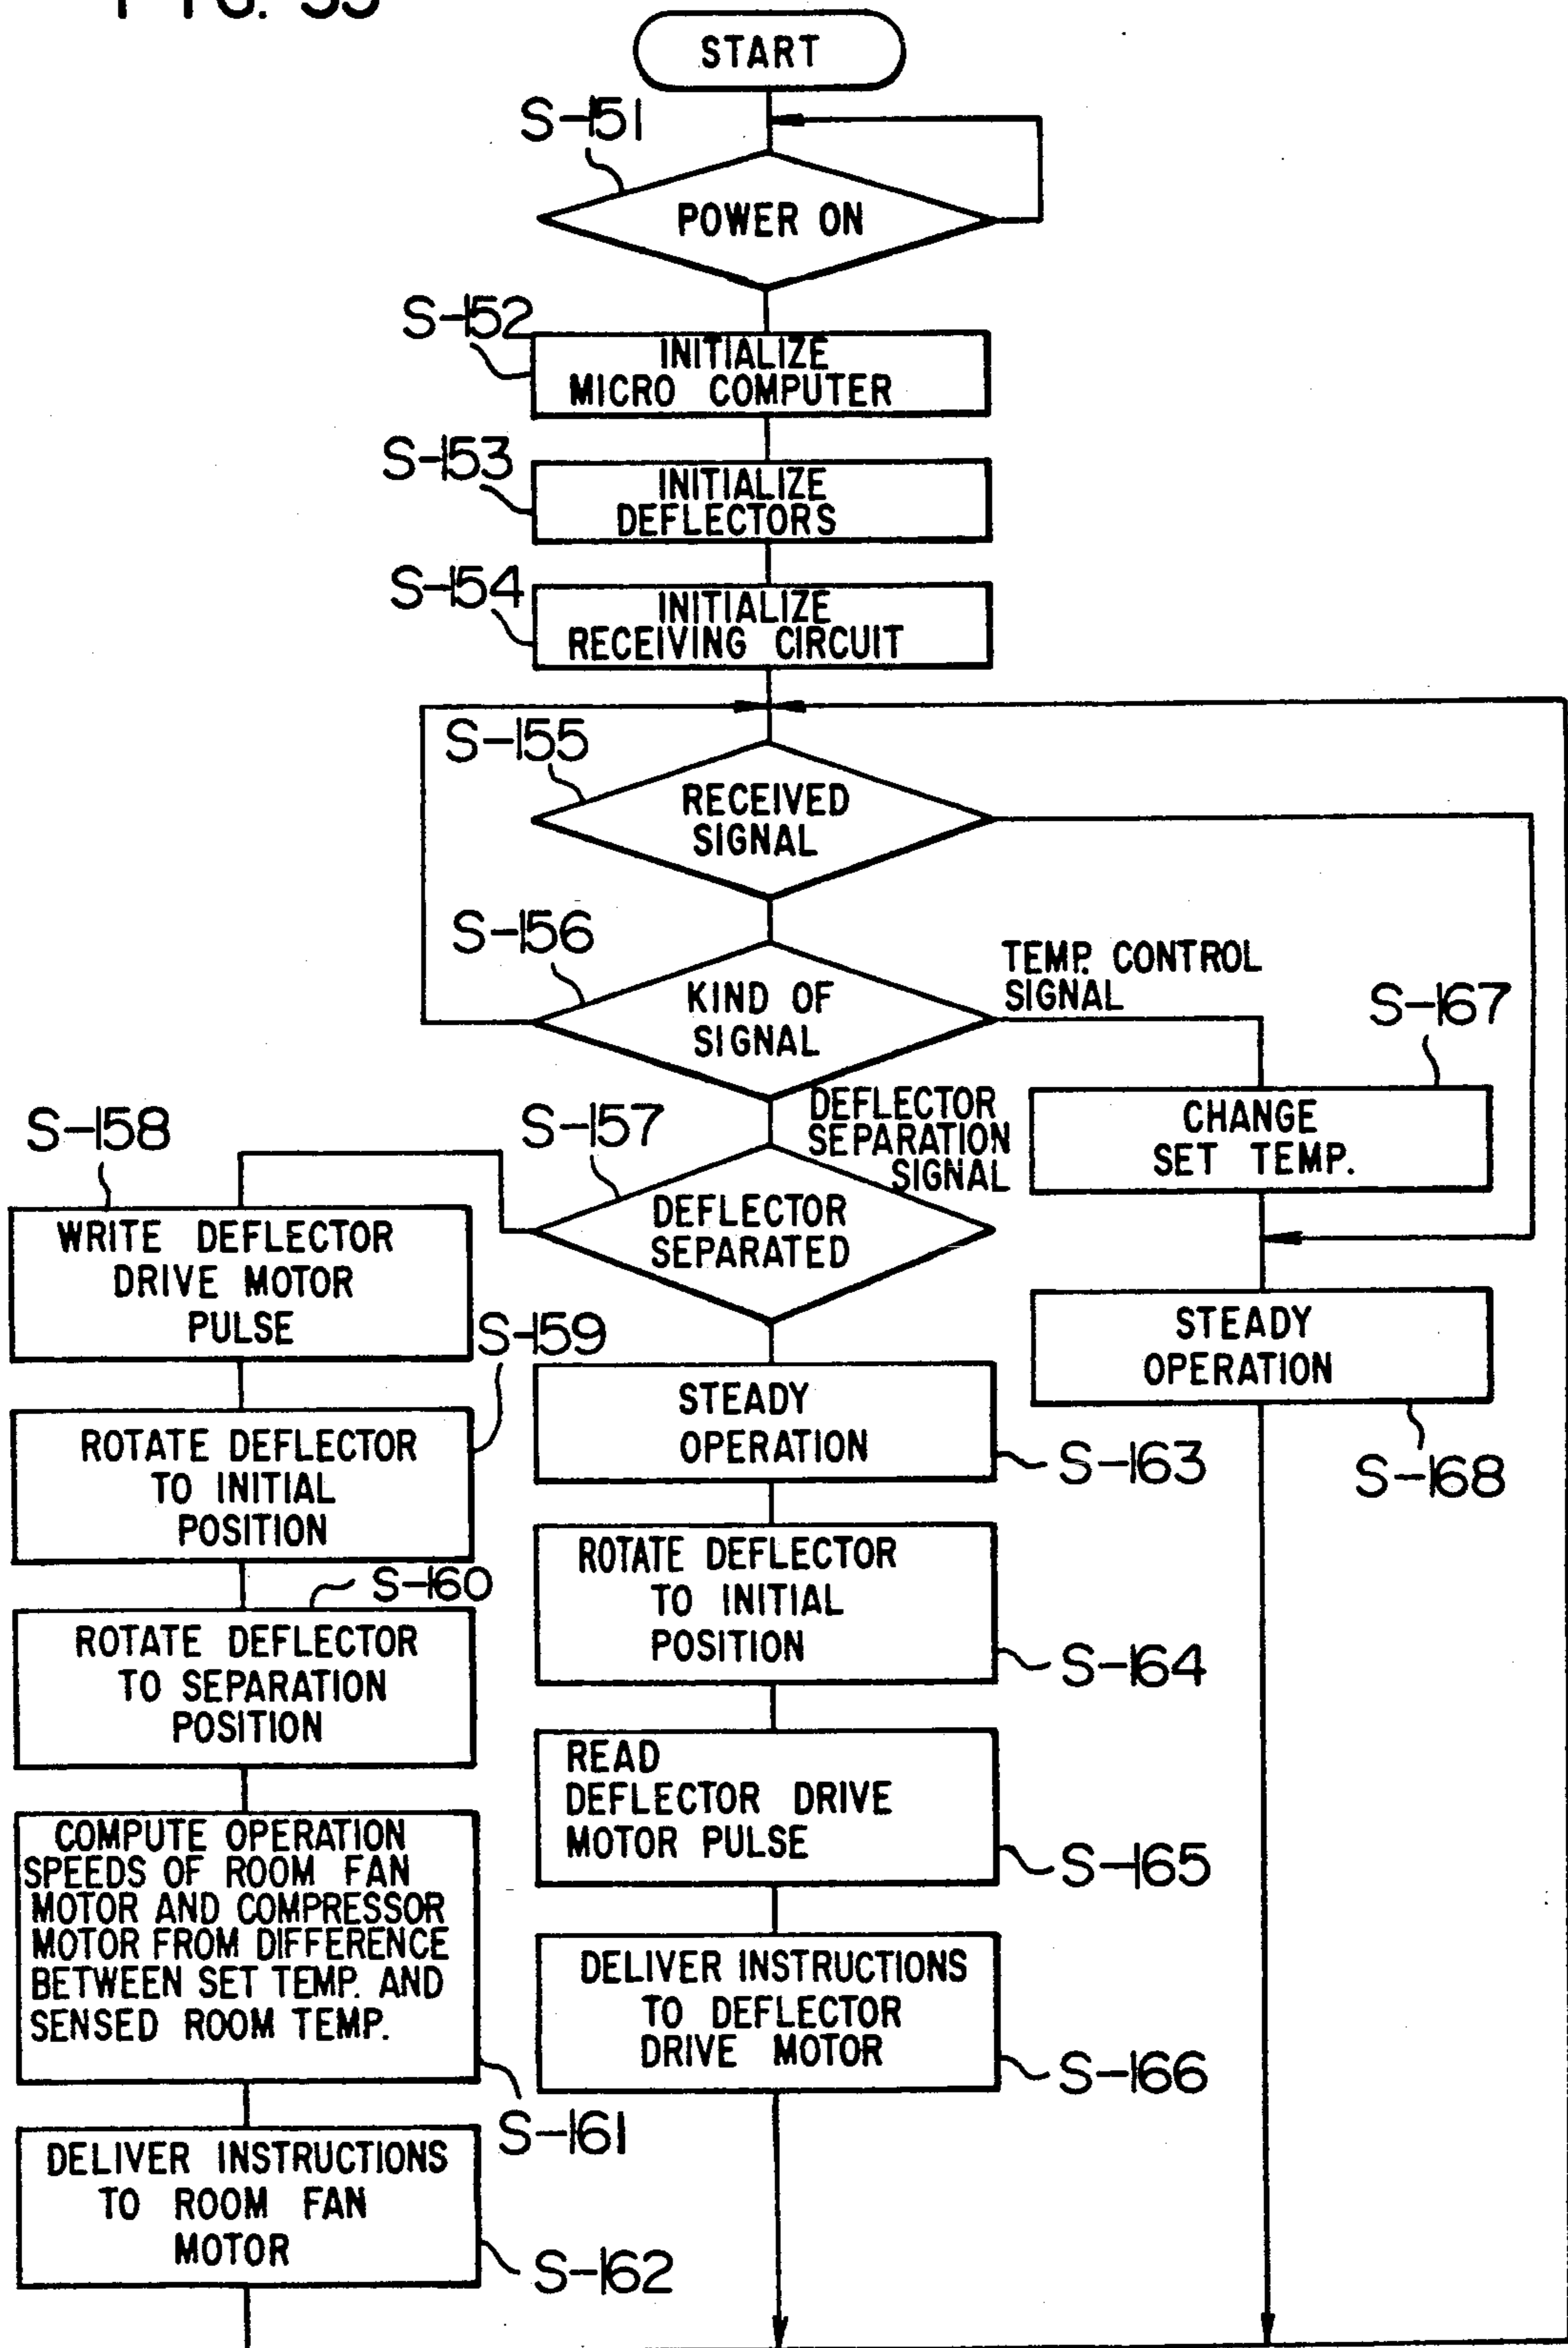 FIG. 35
START
S-151
POWER ON
S-152
INITIALIZE
MICRO COMPUTER
S-153
INITIALIZE
DEFLECTORS
S-154
INITIALIZE
RECEIVING CIRCUIT
S-155
RECEIVED
SIGNAL
S-156
KIND OF
SIGNAL
TEMP. CONTROL
SIGNAL
S-167
CHANGE
SET TEMP.
DEFLECTOR
SEPARATION
SIGNAL
S-157
DEFLECTOR
SEPARATED
S-158
WRITE DEFLECTOR
DRIVE MOTOR
PULSE
S-159
ROTATE DEFLECTOR
TO INITIAL
POSITION
S-160
ROTATE DEFLECTOR
TO SEPARATION
POSITION
COMPUTE OPERATION
SPEEDS OF ROOM FAN
MOTOR AND COMPRESSOR
MOTOR FROM DIFFERENCE
BETWEEN SET TEMP. AND
SENSED ROOM TEMP.
S-161
DELIVER INSTRUCTIONS
TO ROOM FAN
MOTOR
S-162
STEADY
OPERATION
S-163
ROTATE DEFLECTOR
TO INITIAL
POSITION
S-164
READ
DEFLECTOR DRIVE
MOTOR PULSE
S-165
DELIVER INSTRUCTIONS
TO DEFLECTOR
DRIVE MOTOR
S-166
STEADY
OPERATION
S-168